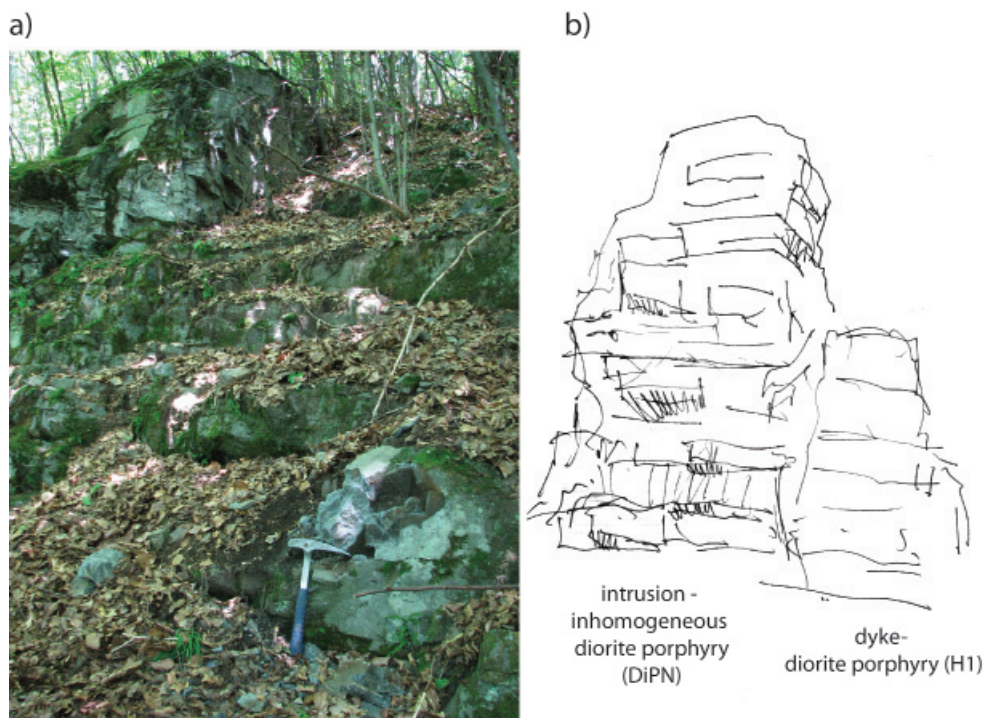 a)
b)
intrusion -
inhomogeneous
diorite porphyry
(DiPN)
dyke-
diorite porphyry (H1)